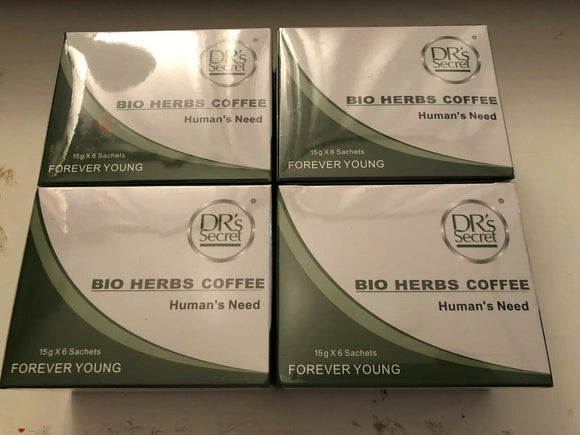 DR's
Secret
®
BIO HERBS COFFEE
Human's Need
15g X 6 Sachets
FOREVER YOUNG
DR's
Secret
®
BIO HERBS COFFEE
Human's Need
15g X 6 Sachets
FOREVER YOUNG
DR's
Secret
®
BIO HERBS COFFEE
Human's Need
15g X 6 Sachets
FOREVER YOUNG
DR's
Secret
®
BIO HERBS COFFEE
Human's Need
15g X 6 Sachets
FOREVER YOUNG